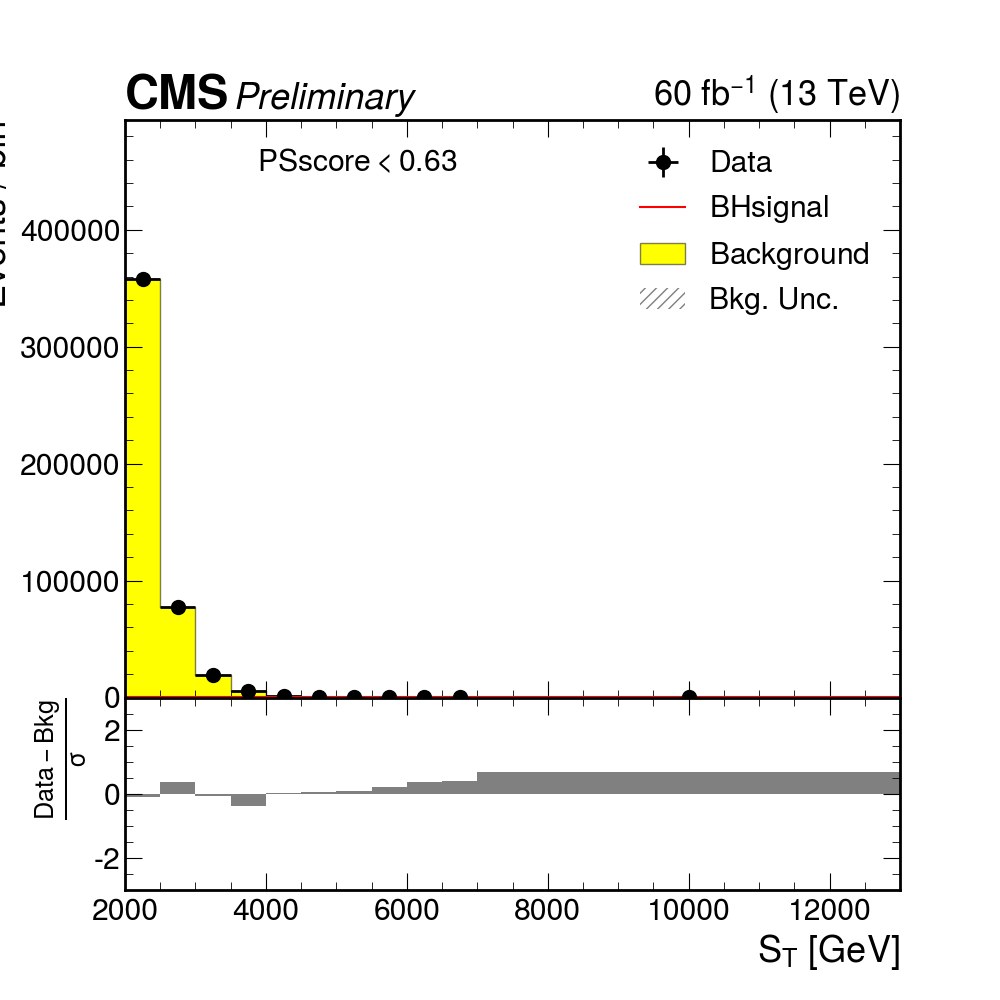 CMS Preliminary 60 fb⁻¹ (13 TeV)
PSscore < 0.63
Data
BHsignal
Background
Bkg. Unc.
400000
300000
200000
100000
0
Data – Bkg
σ
2
0
-2
2000 4000 6000 8000 10000 12000
S_T [GeV]